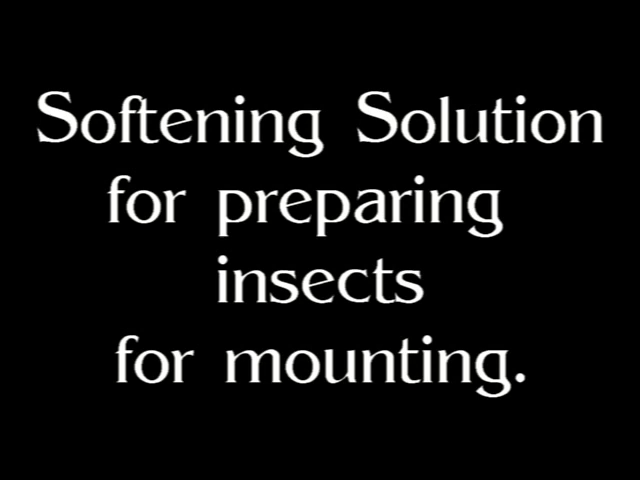 Softening Solution
for preparing
insects
for mounting.